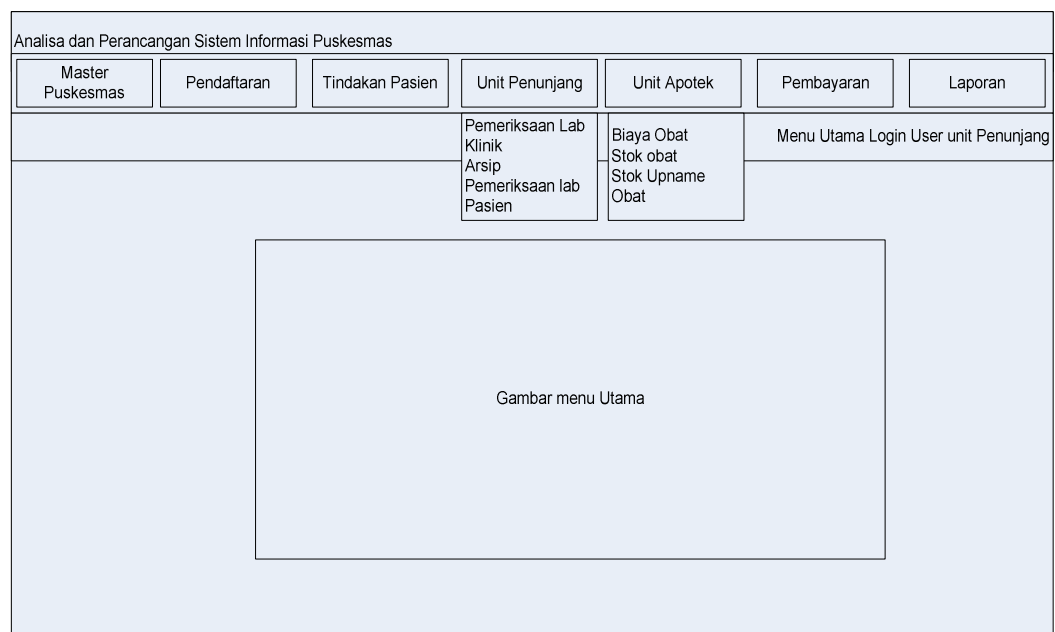 Analisa dan Perancangan Sistem Informasi Puskesmas
Master
Puskesmas
Pendaftaran
Tindakan Pasien
Unit Penunjang
Unit Apotek
Pembayaran
Laporan
Pemeriksaan Lab
Klinik
Arsip
Pemeriksaan lab
Pasien
Biaya Obat
Stok obat
Stok Upname
Obat
Menu Utama Login User unit Penunjang
Gambar menu Utama